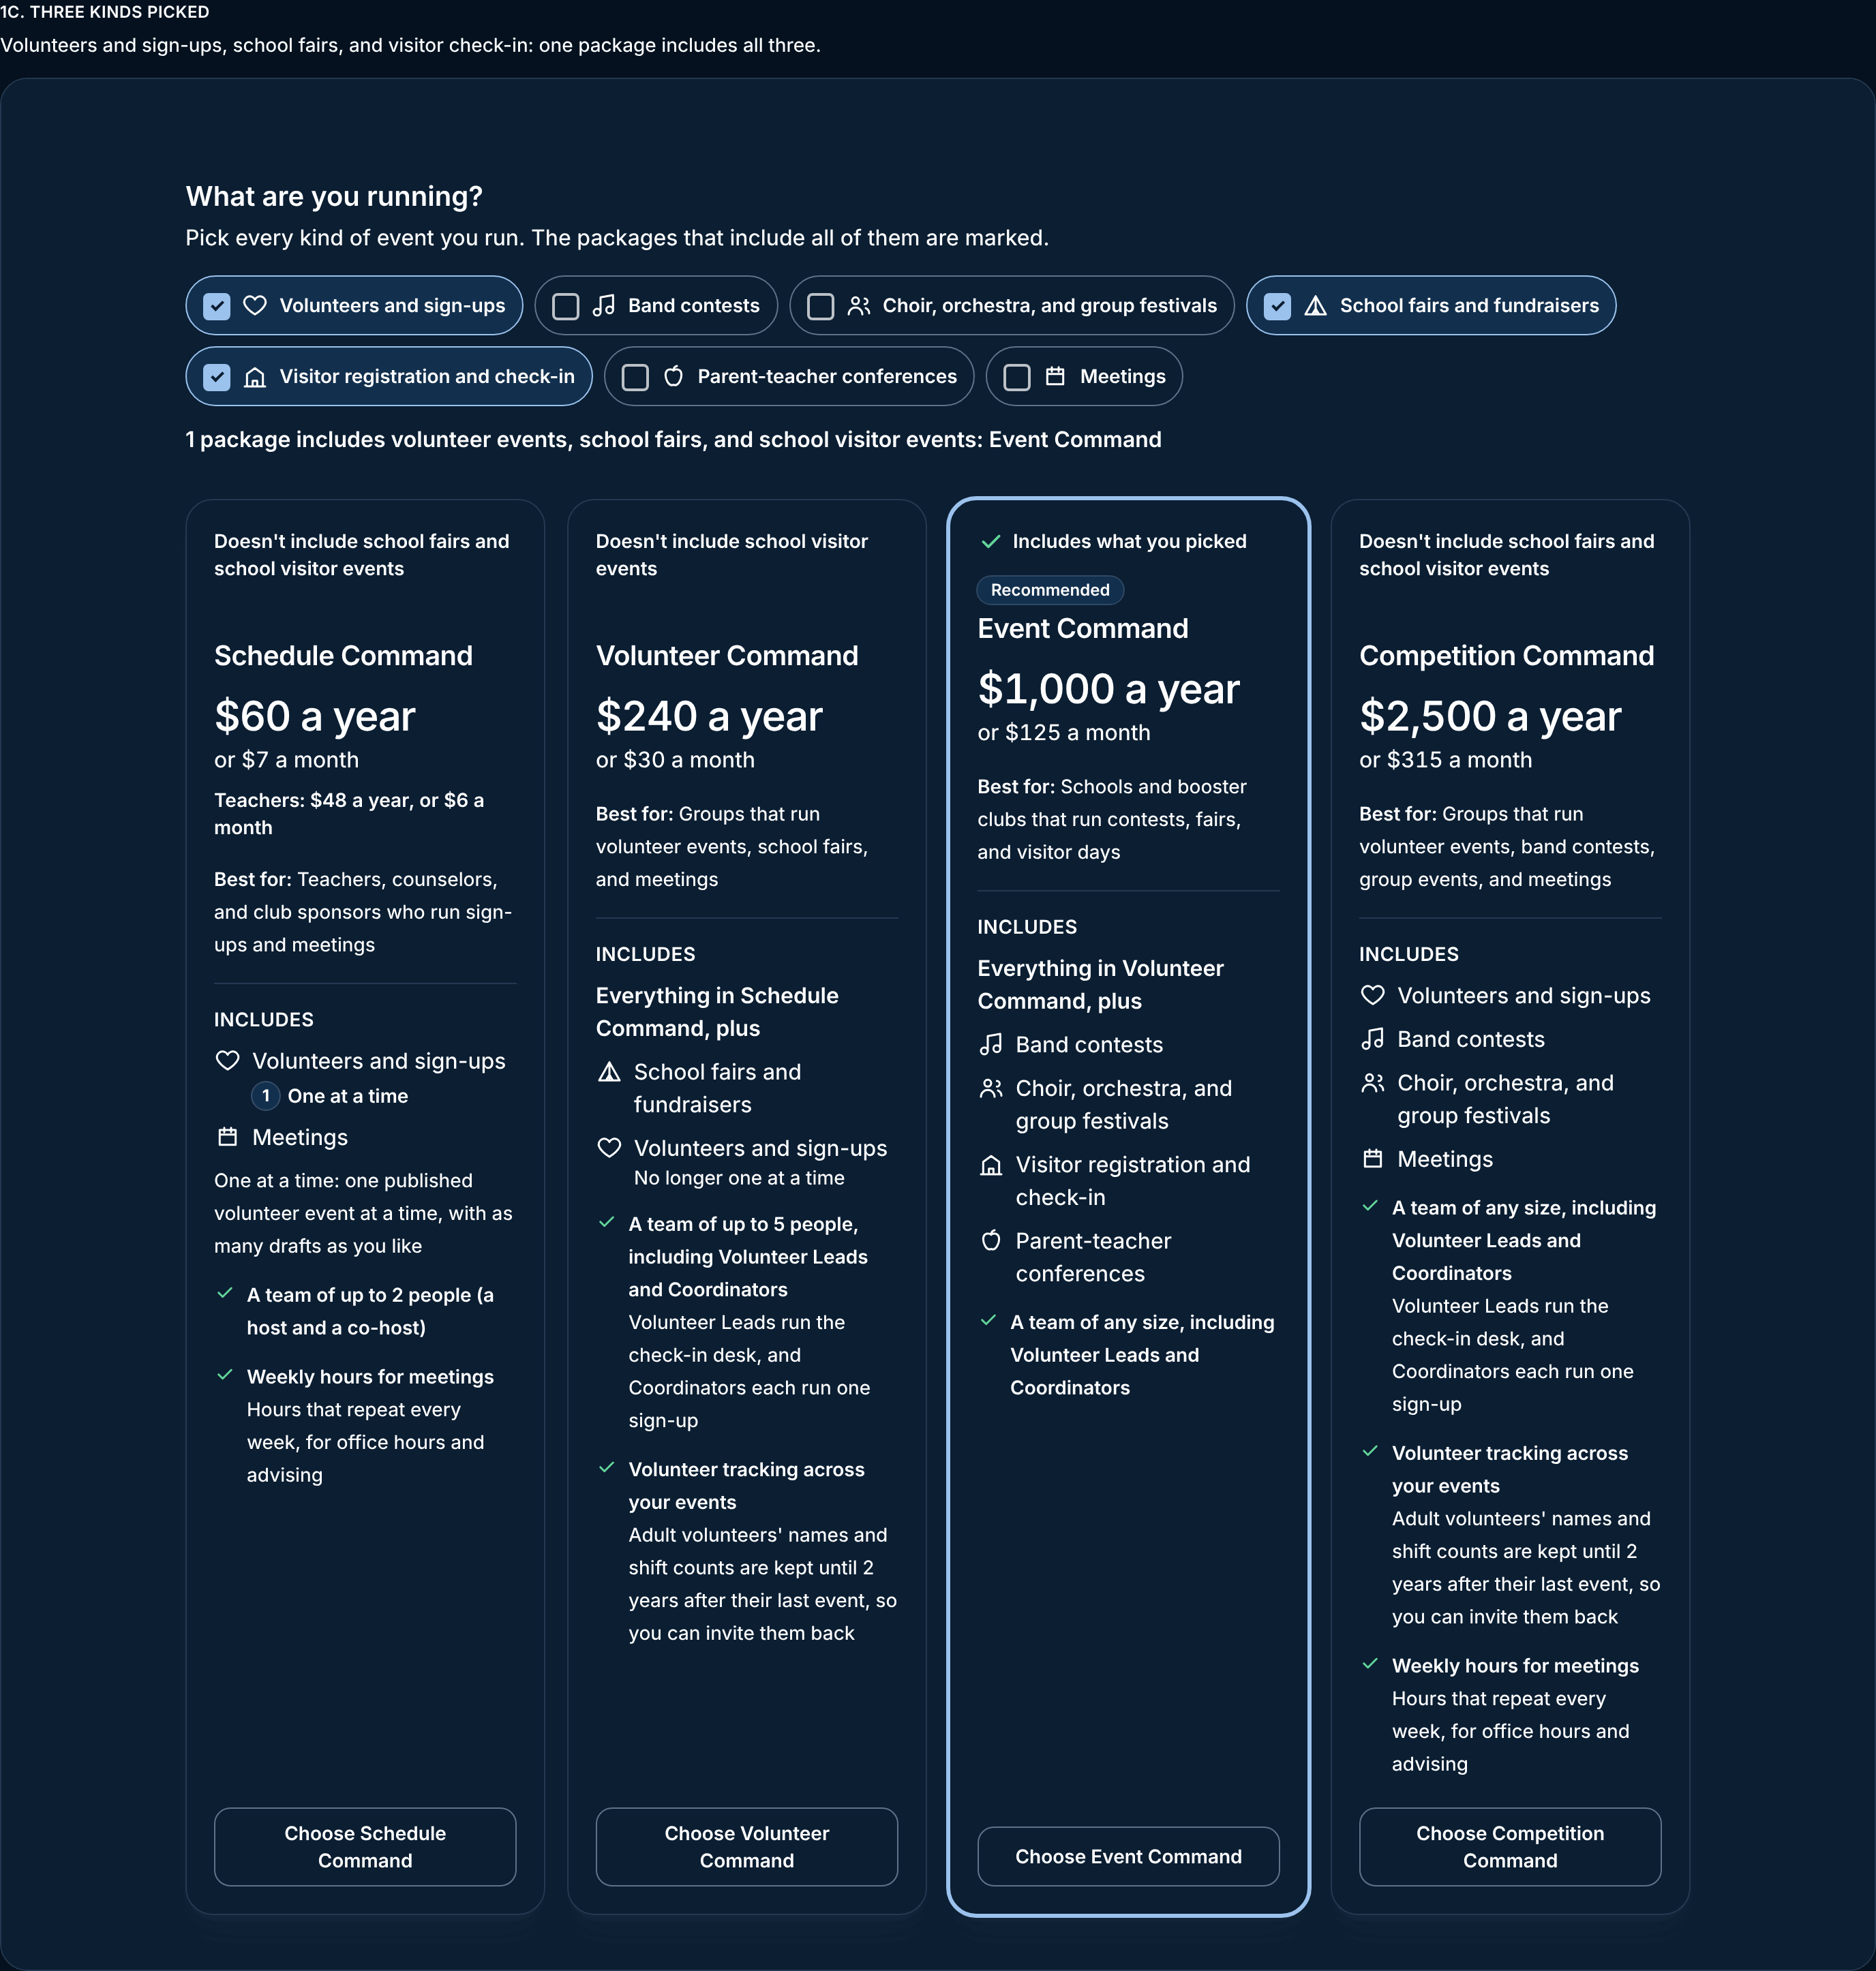 1C. THREE KINDS PICKED
Volunteers and sign-ups, school fairs, and visitor check-in: one package includes all three.
What are you running?
Pick every kind of event you run. The packages that include all of them are marked.
Volunteers and sign-ups
Band contests
Choir, orchestra, and group festivals
School fairs and fundraisers
Visitor registration and check-in
Parent-teacher conferences
Meetings
1 package includes volunteer events, school fairs, and school visitor events: Event Command
Doesn't include school fairs and
school visitor events
Schedule Command
$60 a year
or $7 a month
Teachers: $48 a year, or $6 a
month
Best for: Teachers, counselors,
and club sponsors who run sign-
ups and meetings
INCLUDES
Volunteers and sign-ups
1 One at a time
Meetings
One at a time: one published
volunteer event at a time, with as
many drafts as you like
A team of up to 2 people (a
host and a co-host)
Weekly hours for meetings
Hours that repeat every
week, for office hours and
advising
Choose Schedule
Command
Doesn't include school visitor
events
Volunteer Command
$240 a year
or $30 a month
Best for: Groups that run
volunteer events, school fairs,
and meetings
INCLUDES
Everything in Schedule
Command, plus
School fairs and
fundraisers
Volunteers and sign-ups
No longer one at a time
A team of up to 5 people,
including Volunteer Leads
and Coordinators
Volunteer Leads run the
check-in desk, and
Coordinators each run one
sign-up
Volunteer tracking across
your events
Adult volunteers' names and
shift counts are kept until 2
years after their last event, so
you can invite them back
Choose Volunteer
Command
Includes what you picked
Recommended
Event Command
$1,000 a year
or $125 a month
Best for: Schools and booster
clubs that run contests, fairs,
and visitor days
INCLUDES
Everything in Volunteer
Command, plus
Band contests
Choir, orchestra, and
group festivals
Visitor registration and
check-in
Parent-teacher
conferences
A team of any size, including
Volunteer Leads and
Coordinators
Choose Event Command
Doesn't include school fairs and
school visitor events
Competition Command
$2,500 a year
or $315 a month
Best for: Groups that run
volunteer events, band contests,
group events, and meetings
INCLUDES
Volunteers and sign-ups
Band contests
Choir, orchestra, and
group festivals
Meetings
A team of any size, including
Volunteer Leads and
Coordinators
Volunteer Leads run the
check-in desk, and
Coordinators each run one
sign-up
Volunteer tracking across
your events
Adult volunteers' names and
shift counts are kept until 2
years after their last event, so
you can invite them back
Weekly hours for meetings
Hours that repeat every
week, for office hours and
advising
Choose Competition
Command